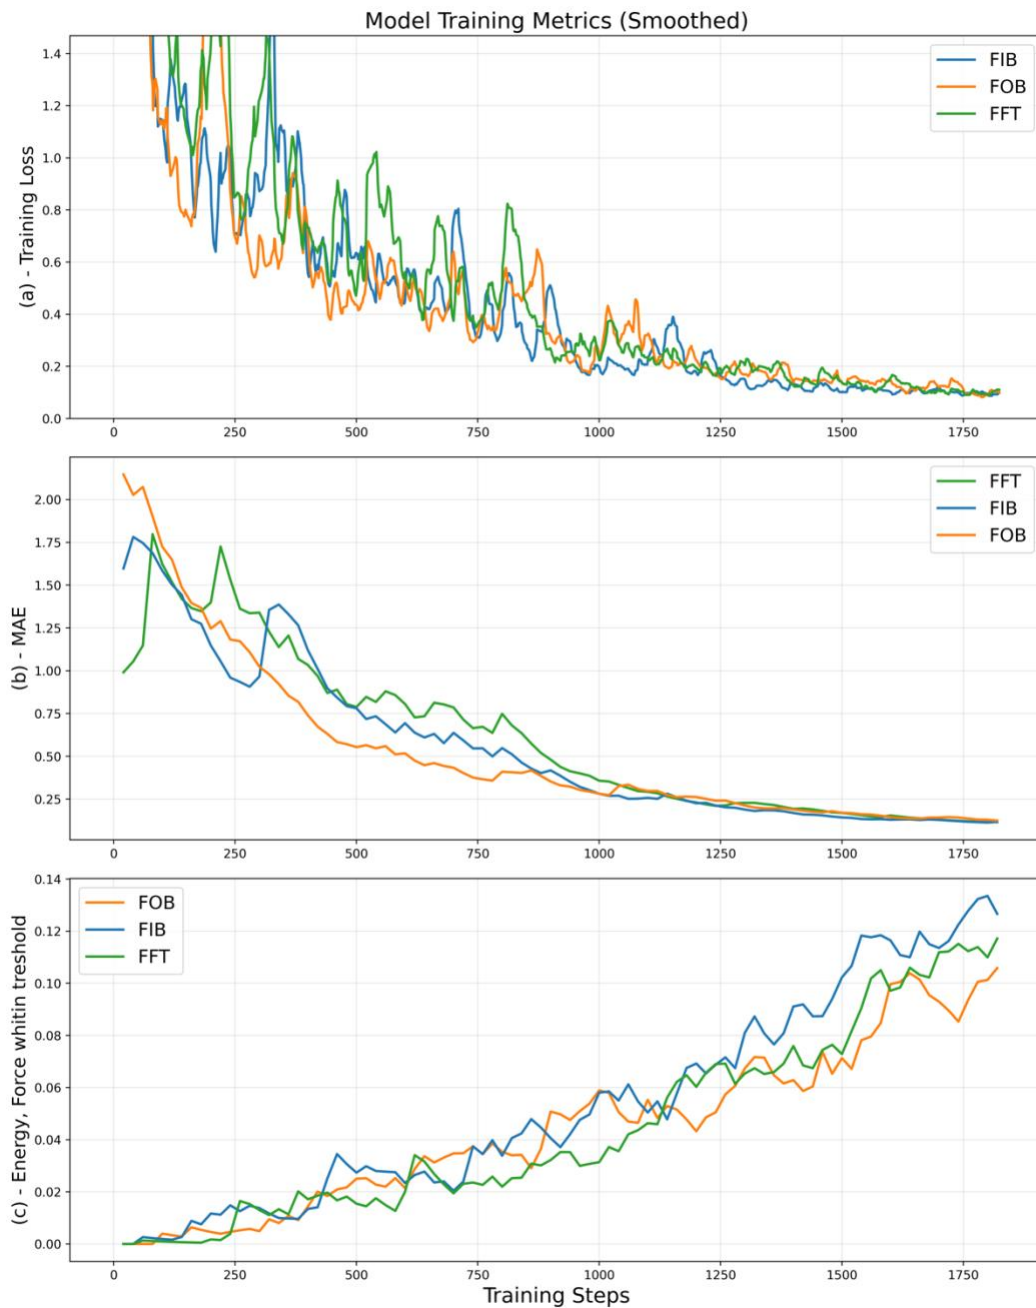 Model Training Metrics (Smoothed)
(a) - Training Loss
1.4
1.2
1.0
0.8
0.6
0.4
0.2
0.0
FIB
FOB
FFT
0 250 500 750 1000 1250 1500 1750
(b) - MAE
2.00
1.75
1.50
1.25
1.00
0.75
0.50
0.25
FFT
FIB
FOB
0 250 500 750 1000 1250 1500 1750
(c) - Energy, Force whitin treshold
0.14
0.12
0.10
0.08
0.06
0.04
0.02
0.00
FOB
FIB
FFT
0 250 500 750 1000 1250 1500 1750
Training Steps